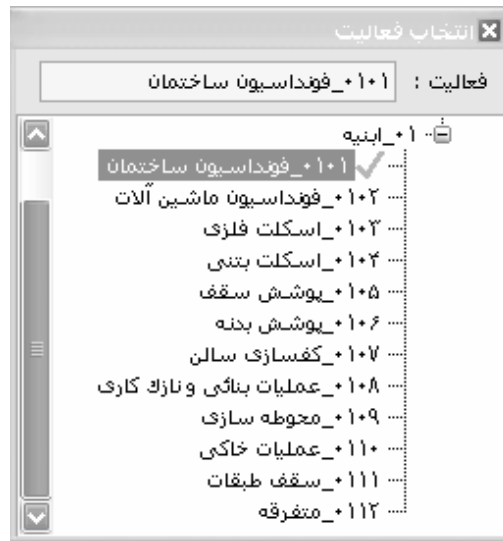 انتخاب فعالیت
فعالیت : ۰۱۰۱_فونداسیون ساختمان
۰۱_ابنیه
۰۱۰۱_فونداسیون ساختمان
۰۱۰۲_فونداسیون ماشین آلات
۰۱۰۳_اسکلت فلزی
۰۱۰۴_اسکلت بتنی
۰۱۰۵_پوشش سقف
۰۱۰۶_پوشش بدنه
۰۱۰۷_کفسازی سالن
۰۱۰۸_عملیات بنائی و نازك کاری
۰۱۰۹_محوطه سازی
۰۱۱۰_عملیات خاکی
۰۱۱۱_سقف طبقات
۰۱۱۲_متفرقه